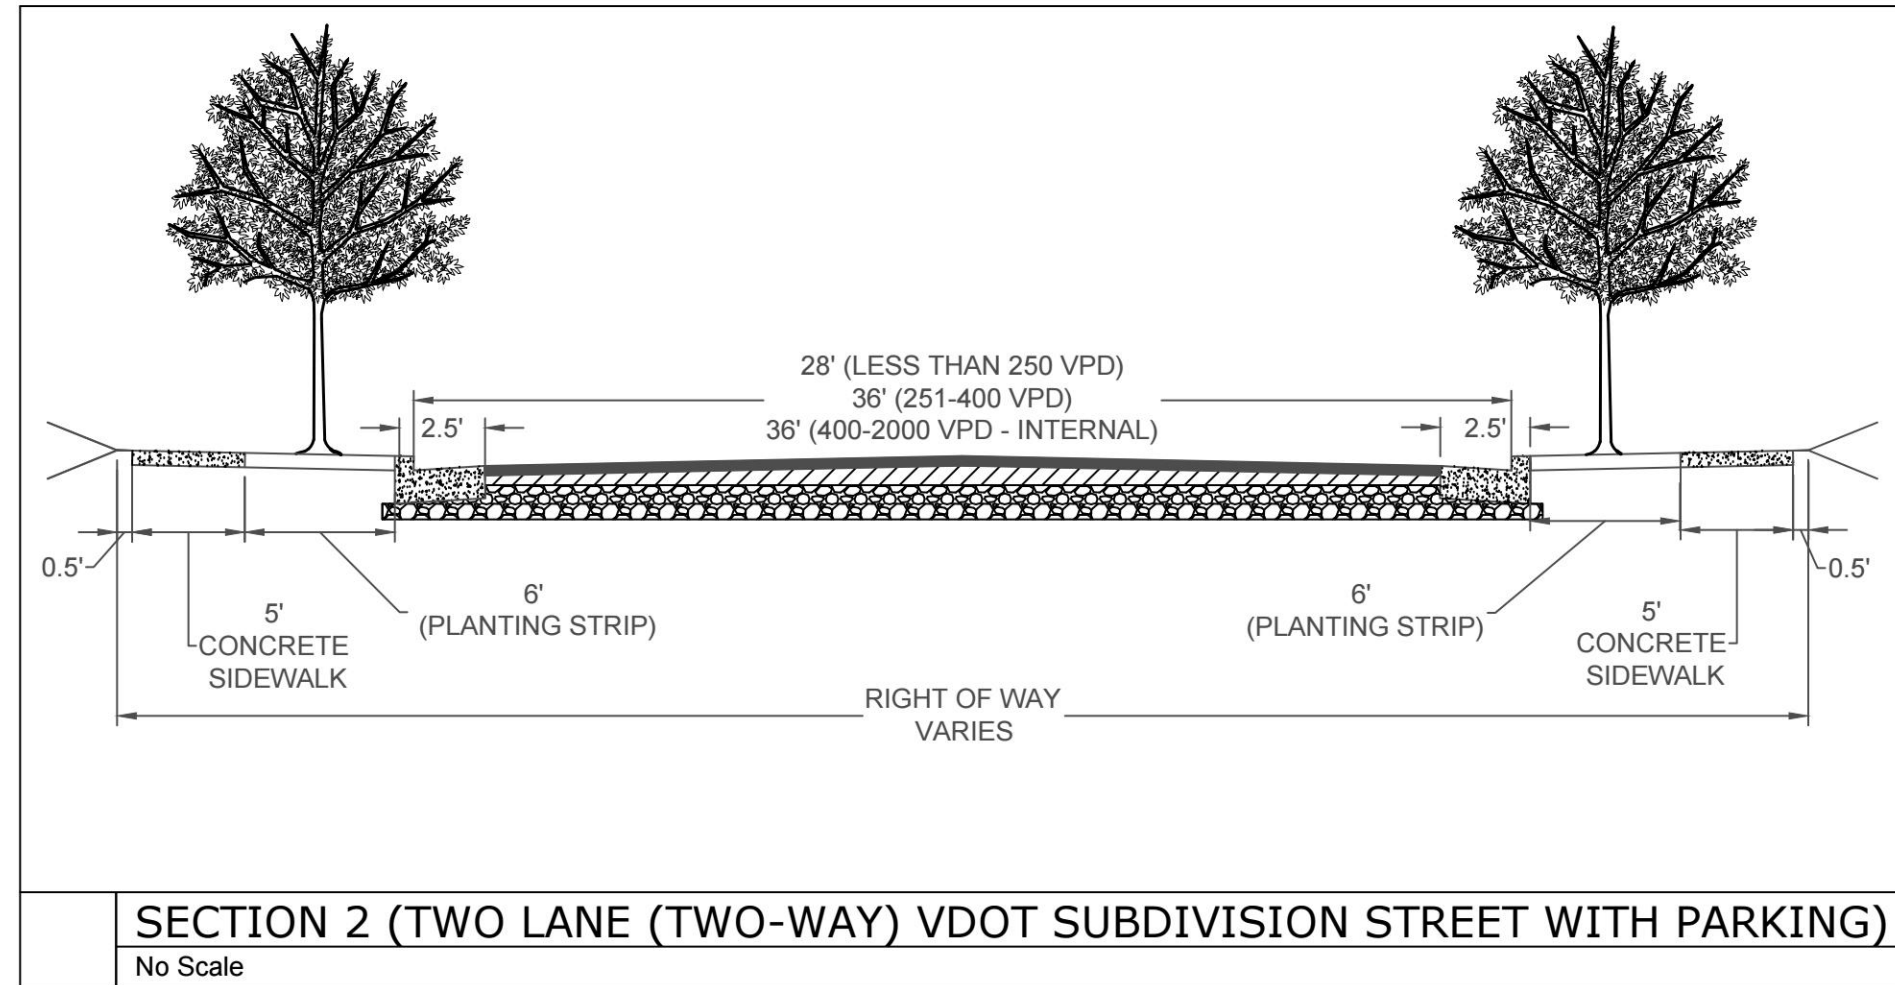 28' (LESS THAN 250 VPD)
36' (251-400 VPD)
36' (400-2000 VPD - INTERNAL)
2.5'
2.5'
0.5'
5'
CONCRETE
SIDEWALK
6'
(PLANTING STRIP)
6'
(PLANTING STRIP)
5'
CONCRETE
SIDEWALK
0.5'
RIGHT OF WAY
VARIES
SECTION 2 (TWO LANE (TWO-WAY) VDOT SUBDIVISION STREET WITH PARKING)
No Scale